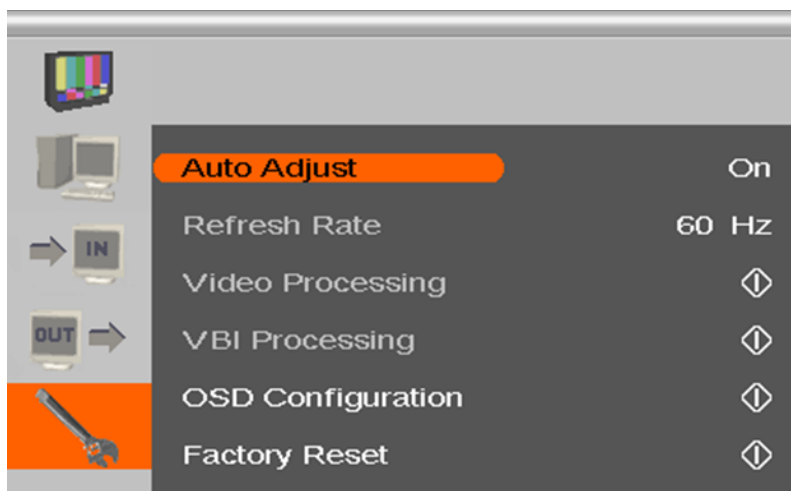 Auto Adjust On
Refresh Rate 60 Hz
IN
Video Processing
VBI Processing
OUT
OSD Configuration
Factory Reset